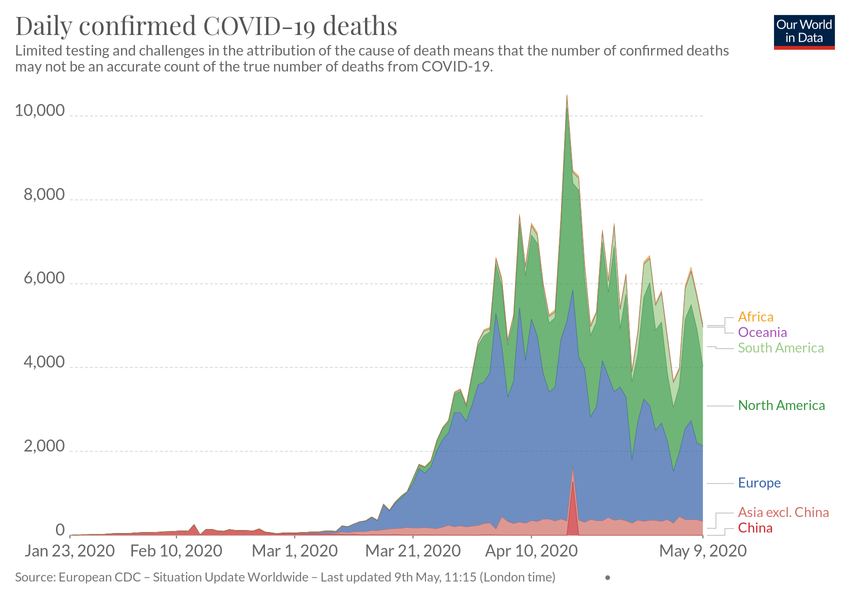 Daily confirmed COVID-19 deaths
Our World
in Data
Limited testing and challenges in the attribution of the cause of death means that the number of confirmed deaths
may not be an accurate count of the true number of deaths from COVID-19.
10,000
8,000
6,000
4,000
2,000
0
Africa
Oceania
South America
North America
Europe
Asia excl. China
China
Jan 23, 2020 Feb 10, 2020 Mar 1, 2020 Mar 21, 2020 Apr 10, 2020 May 9, 2020
Source: European CDC – Situation Update Worldwide – Last updated 9th May, 11:15 (London time) •